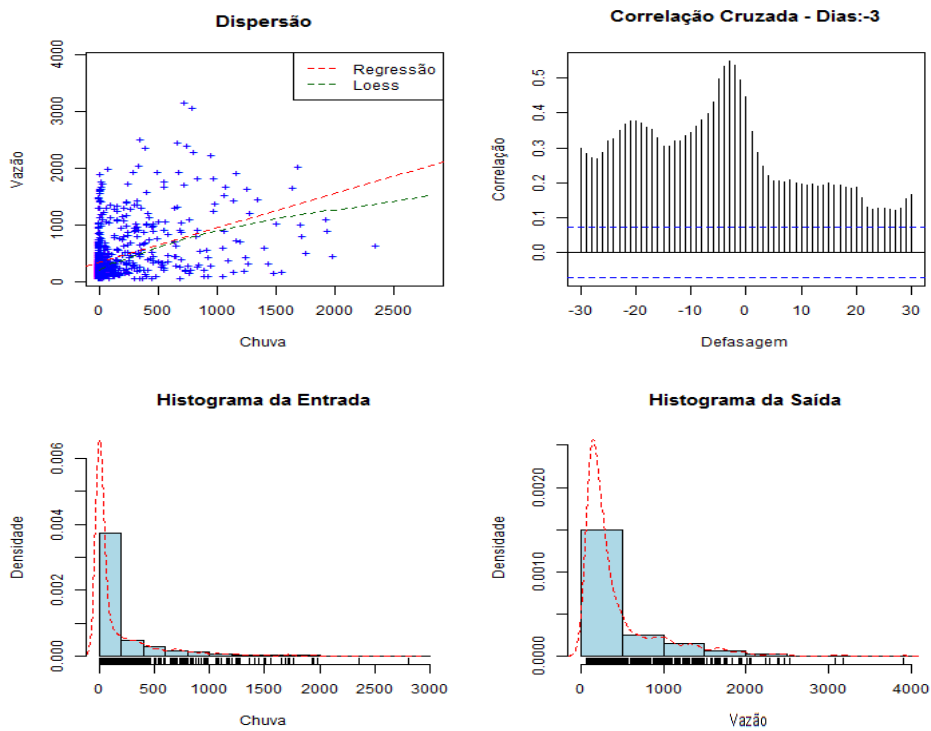 Dispersão
Vazão
0 1000 2000 3000 4000
Regressão
Loess
0 500 1000 1500 2000 2500
Chuva
Correlação Cruzada - Dias:-3
Correlação
0.0 0.1 0.2 0.3 0.4 0.5
-30 -20 -10 0 10 20 30
Defasagem
Histograma da Entrada
Densidade
0.000 0.002 0.004 0.006
0 500 1000 1500 2000 2500 3000
Chuva
Histograma da Saída
Densidade
0.0000 0.0010 0.0020
0 1000 2000 3000 4000
Vazão